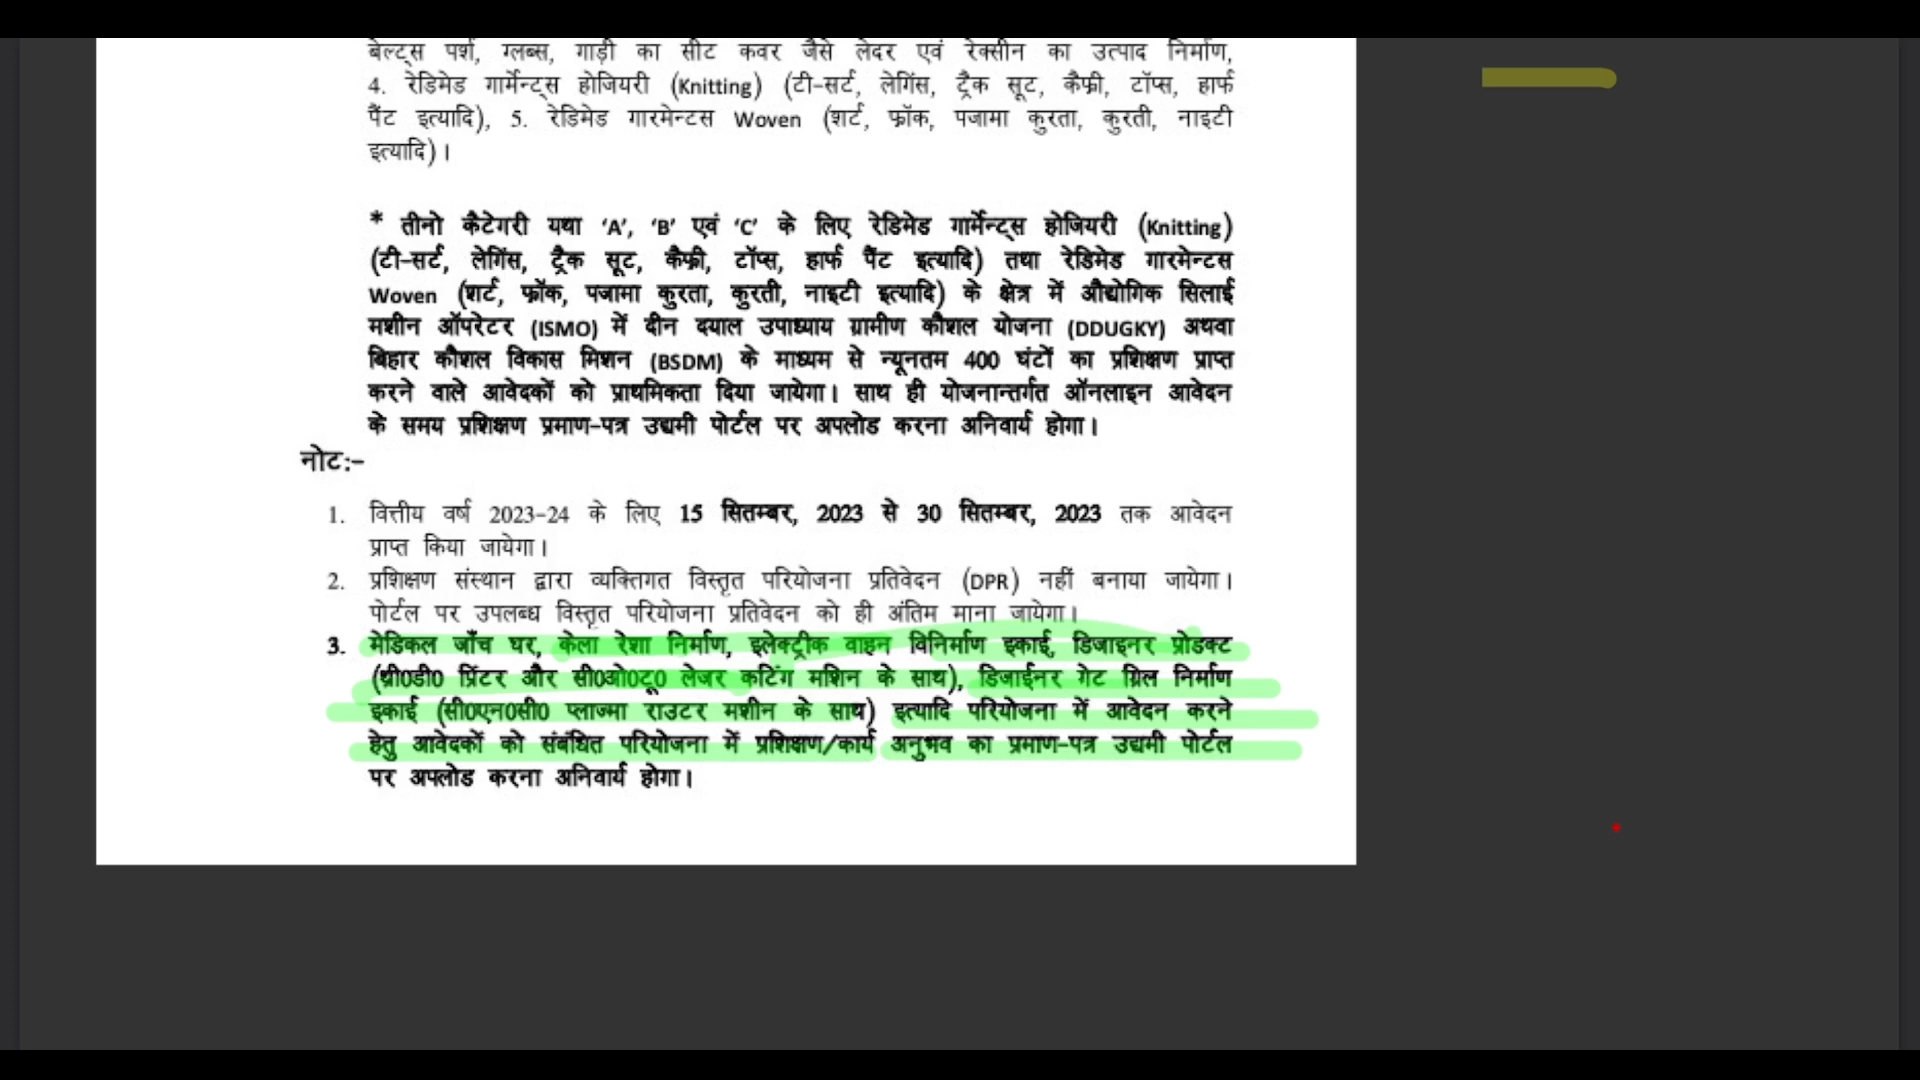 बेल्ट्स पर्श, ग्लब्स, गाड़ी का सीट कवर जैसे लेदर एवं रेक्सीन का उत्पाद निर्माण,
4. रेडिमेड गार्मेन्ट्स होजियरी (Knitting) (टी–सर्ट, लेगिंस, ट्रैक सूट, कैफ्री, टॉप्स, हार्फ
पैंट इत्यादि), 5. रेडिमेड गारमेन्टस Woven (शर्ट, फ्रॉक, पजामा कुरता, कुरती, नाइटी
इत्यादि)।
* तीनो कैटेगरी यथा ‘A’, ‘B’ एवं ‘C’ के लिए रेडिमेड गार्मेन्ट्स होजियरी (Knitting)
(टी–सर्ट, लेगिंस, ट्रैक सूट, कैफ्री, टॉप्स, हार्फ पैंट इत्यादि) तथा रेडिमेड गारमेन्टस
Woven (शर्ट, फ्रॉक, पजामा कुरता, कुरती, नाइटी इत्यादि) के क्षेत्र में औद्योगिक सिलाई
मशीन ऑपरेटर (ISMO) में दीन दयाल उपाध्याय ग्रामीण कौशल योजना (DDUGKY) अथवा
बिहार कौशल विकास मिशन (BSDM) के माध्यम से न्यूनतम 400 घंटों का प्रशिक्षण प्राप्त
करने वाले आवेदकों को प्राथमिकता दिया जायेगा। साथ ही योजनान्तर्गत ऑनलाइन आवेदन
के समय प्रशिक्षण प्रमाण–पत्र उद्यमी पोर्टल पर अपलोड करना अनिवार्य होगा।
नोट:–
1. वित्तीय वर्ष 2023–24 के लिए 15 सितम्बर, 2023 से 30 सितम्बर, 2023 तक आवेदन
प्राप्त किया जायेगा।
2. प्रशिक्षण संस्थान द्वारा व्यक्तिगत विस्तृत परियोजना प्रतिवेदन (DPR) नहीं बनाया जायेगा।
पोर्टल पर उपलब्ध विस्तृत परियोजना प्रतिवेदन को ही अंतिम माना जायेगा।
3. मेडिकल जाँच घर, केला रेशा निर्माण, इलेक्ट्रीक वाहन विनिर्माण इकाई, डिजाइनर प्रोडक्ट
(थ्री0डी0 प्रिंटर और सी0ओ0टू0 लेजर कटिंग मशिन के साथ), डिजाईनर गेट ग्रिल निर्माण
इकाई (सी0एन0सी0 प्लाज्मा राउटर मशीन के साथ) इत्यादि परियोजना में आवेदन करने
हेतु आवेदकों को संबंधित परियोजना में प्रशिक्षण/कार्य अनुभव का प्रमाण–पत्र उद्यमी पोर्टल
पर अपलोड करना अनिवार्य होगा।